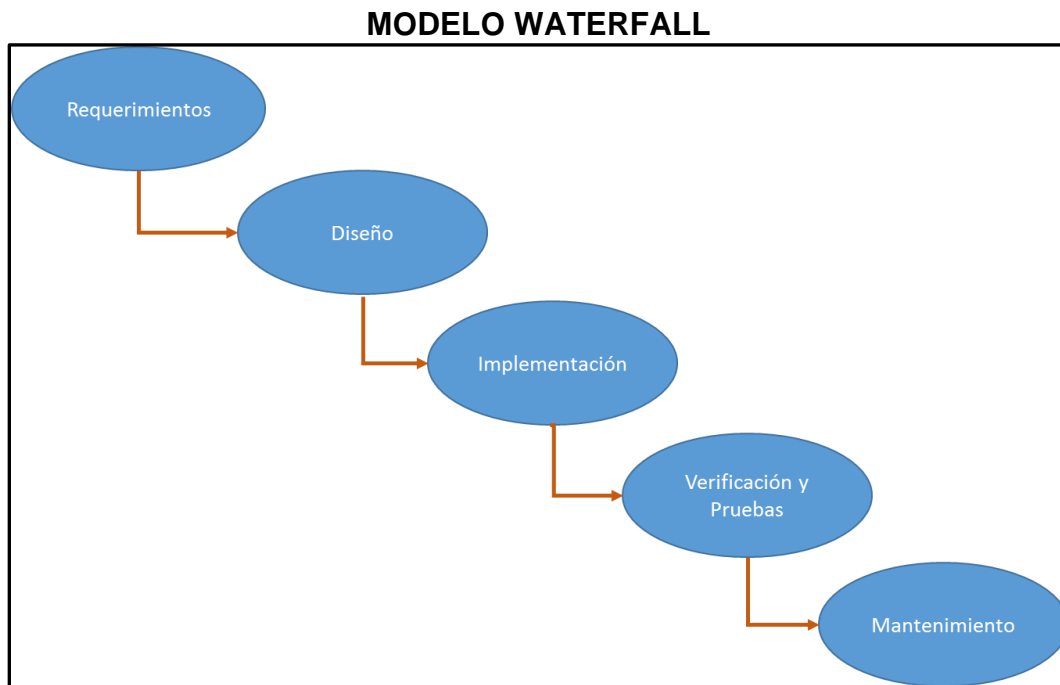 MODELO WATERFALL
Requerimientos
Diseño
Implementación
Verificación y
Pruebas
Mantenimiento